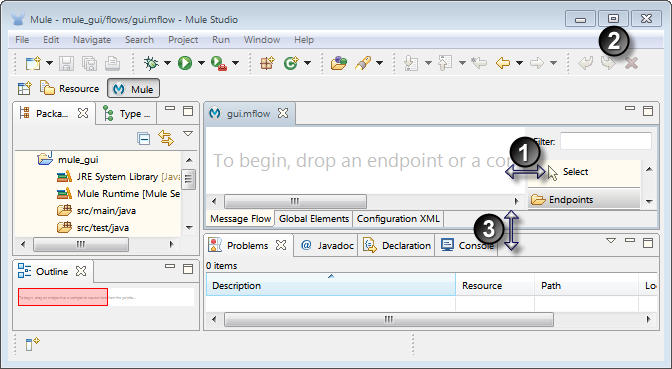 Mule - mule_gui/flows/gui.mflow - Mule Studio
File Edit Navigate Search Project Run Window Help
2
Resource Mule
Packa... Type ...
gui.mflow
mule_gui
JRE System Library [Java
Mule Runtime [Mule Se
src/main/java
src/test/java
To begin, drop an endpoint or a co
Filter:
1
Select
Endpoints
Message Flow Global Elements Configuration XML
3
Problems @ Javadoc Declaration Console
0 items
Description Resource Path Lo
Outline